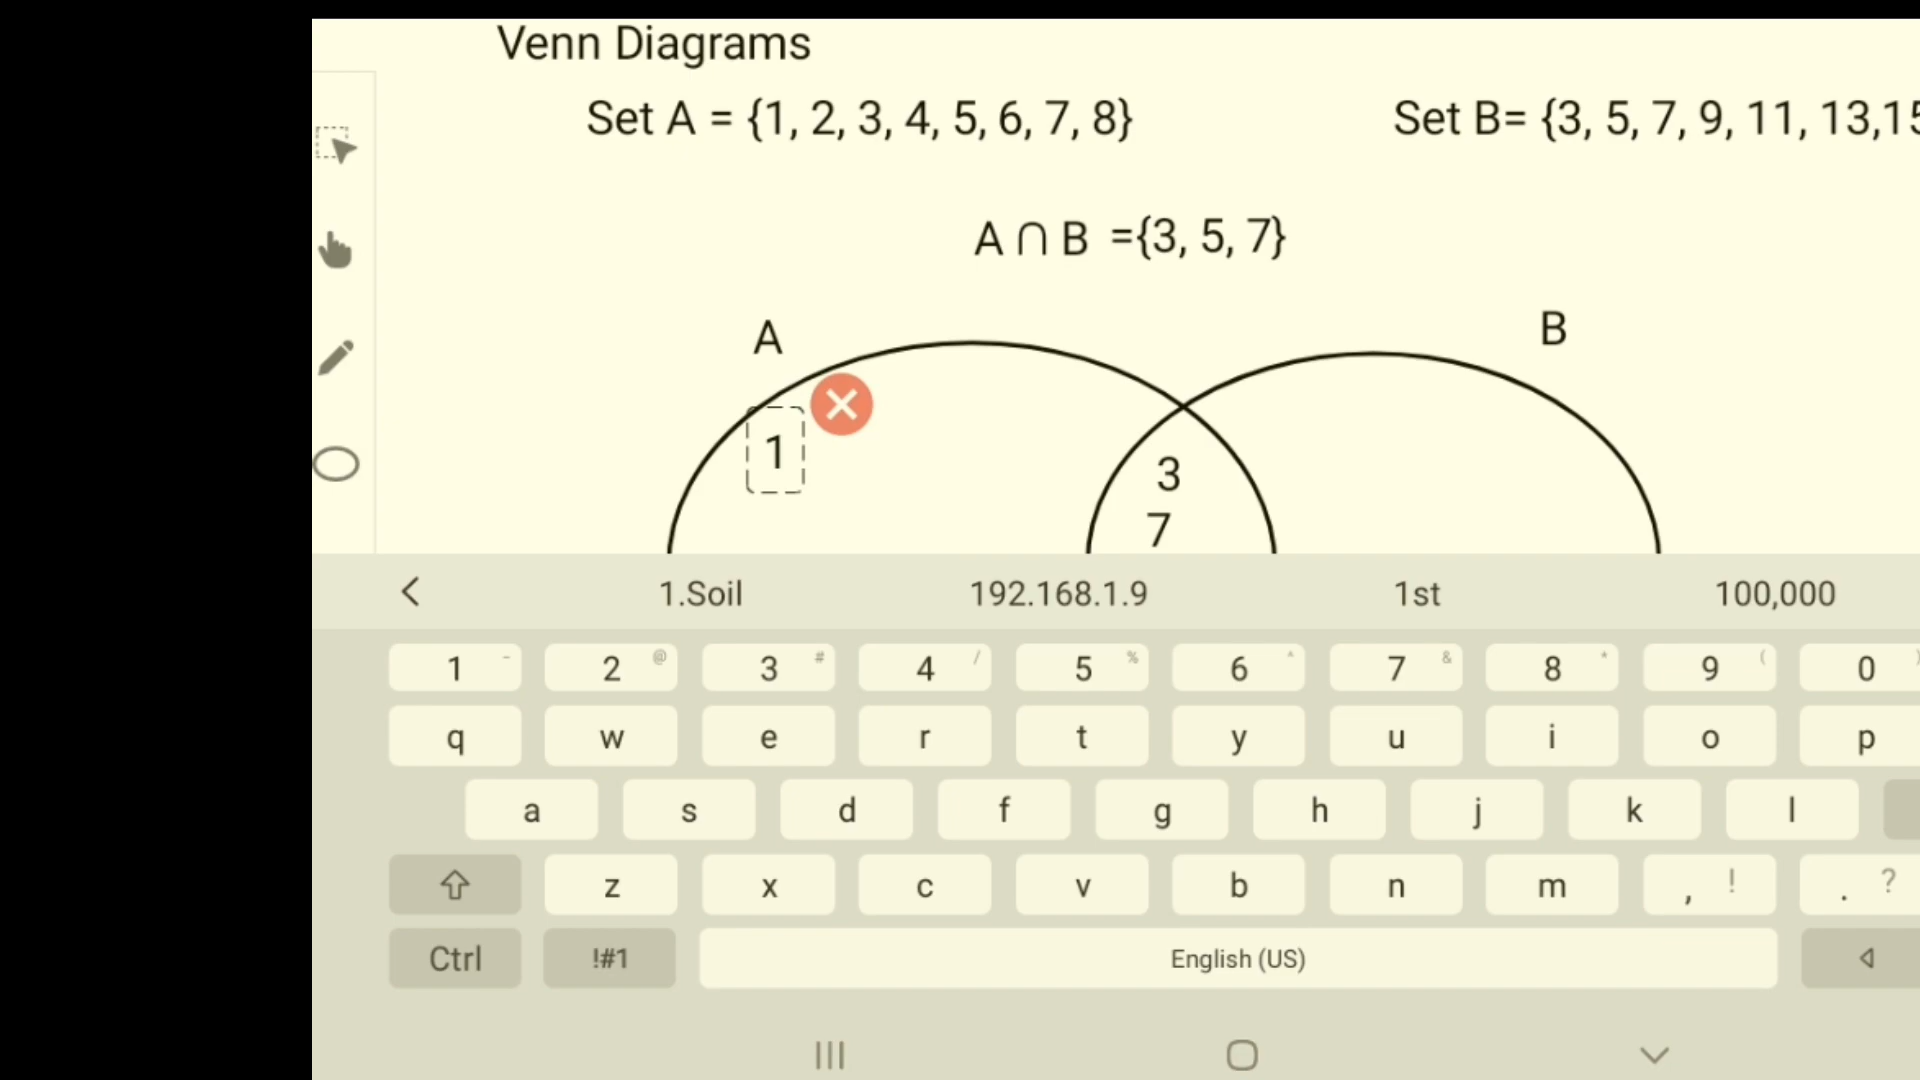 Venn Diagrams
Set A = {1, 2, 3, 4, 5, 6, 7, 8}
Set B= {3, 5, 7, 9, 11, 13,15
A ∩ B ={3, 5, 7}
A
B
1
3
7
1.Soil 192.168.1.9 1st 100,000
1 - 2 @ 3 # 4 / 5 % 6 ^ 7 & 8 * 9 ( 0 )
q w e r t y u i o p
a s d f g h j k l
z x c v b n m , ! . ?
Ctrl !#1 English (US)